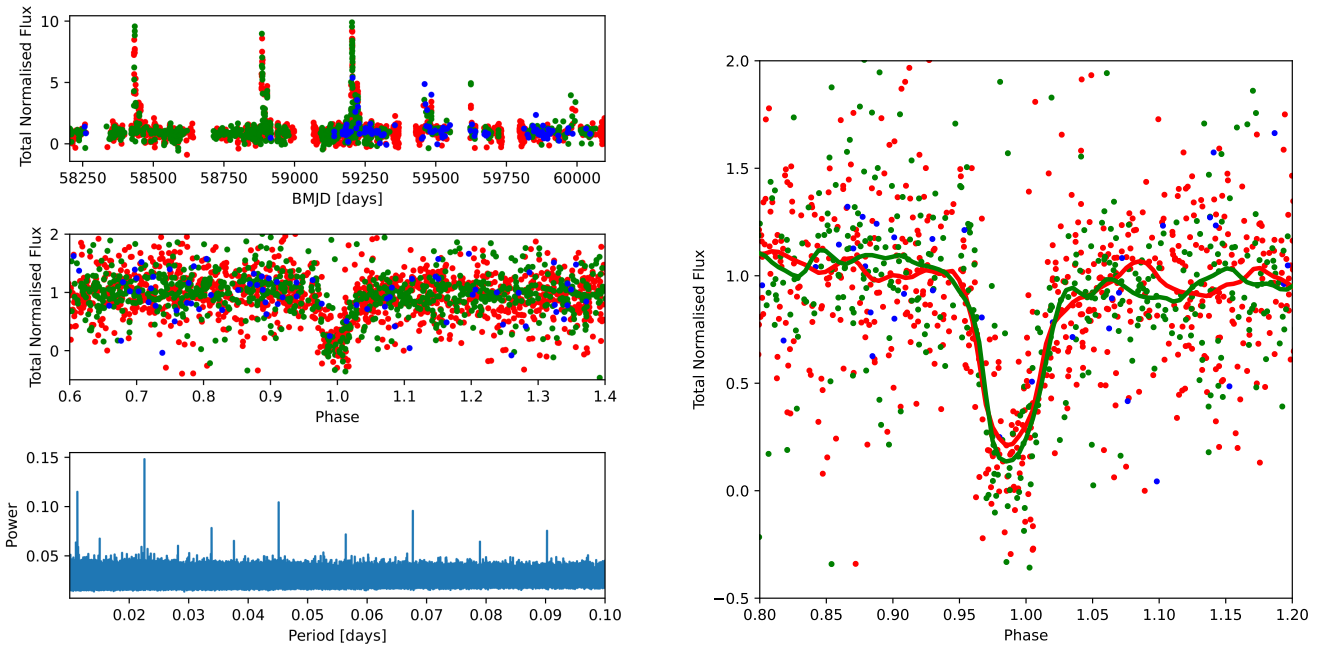 Total Normalised Flux
10
5
0
58250 58500 58750 59000 59250 59500 59750 60000
BMJD [days]
Total Normalised Flux
2
1
0
0.6 0.7 0.8 0.9 1.0 1.1 1.2 1.3 1.4
Phase
Power
0.15
0.10
0.05
0.02 0.03 0.04 0.05 0.06 0.07 0.08 0.09 0.10
Period [days]
Total Normalised Flux
2.0
1.5
1.0
0.5
0.0
−0.5
0.80 0.85 0.90 0.95 1.00 1.05 1.10 1.15 1.20
Phase